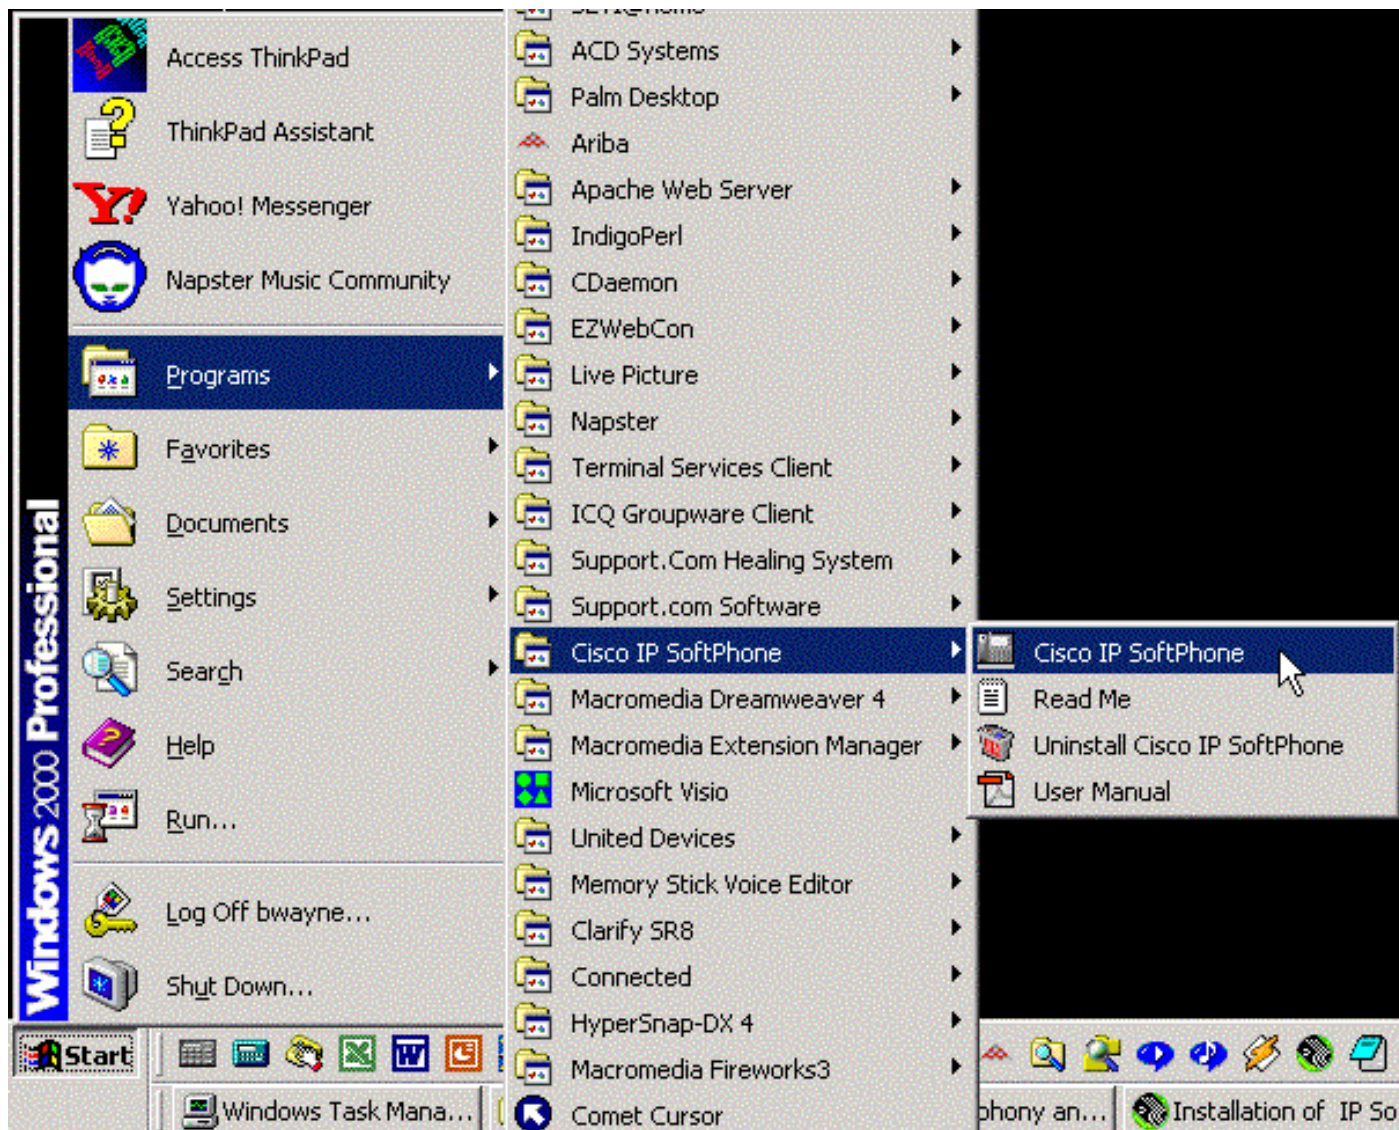 Access ThinkPad
ThinkPad Assistant
Yahoo! Messenger
Napster Music Community
Programs
Favorites
Documents
Settings
Search
Help
Run...
Log Off bwayne...
Shut Down...
Windows 2000 Professional
SETI@home
ACD Systems
Palm Desktop
Ariba
Apache Web Server
IndigoPerl
CDaemon
EZWebCon
Live Picture
Napster
Terminal Services Client
ICQ Groupware Client
Support.Com Healing System
Support.com Software
Cisco IP SoftPhone
Macromedia Dreamweaver 4
Macromedia Extension Manager
Microsoft Visio
United Devices
Memory Stick Voice Editor
Clarify SR8
Connected
HyperSnap-DX 4
Macromedia Fireworks3
Comet Cursor
Cisco IP SoftPhone
Read Me
Uninstall Cisco IP SoftPhone
User Manual
Start
Windows Task Mana...
phony an...
Installation of IP So